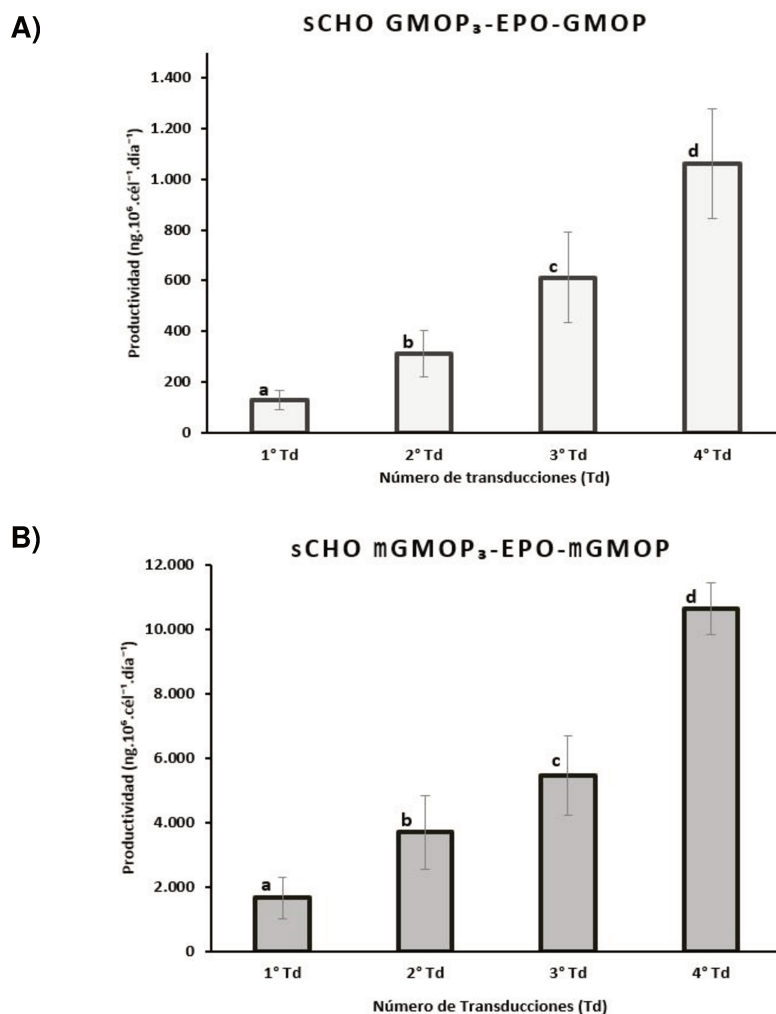 A)
sCHO GMOP₃-EPO-GMOP
Productividad (ng.10⁶.cél⁻¹.día⁻¹)
1.400
1.200
1.000
800
600
400
200
0
a
b
c
d
1° Td
2° Td
3° Td
4° Td
Número de transducciones (Td)
B)
sCHO mGMOP₃-EPO-mGMOP
Productividad (ng.10⁶.cél⁻¹.día⁻¹)
12.000
10.000
8.000
6.000
4.000
2.000
0
a
b
c
d
1° Td
2° Td
3° Td
4° Td
Número de Transducciones (Td)